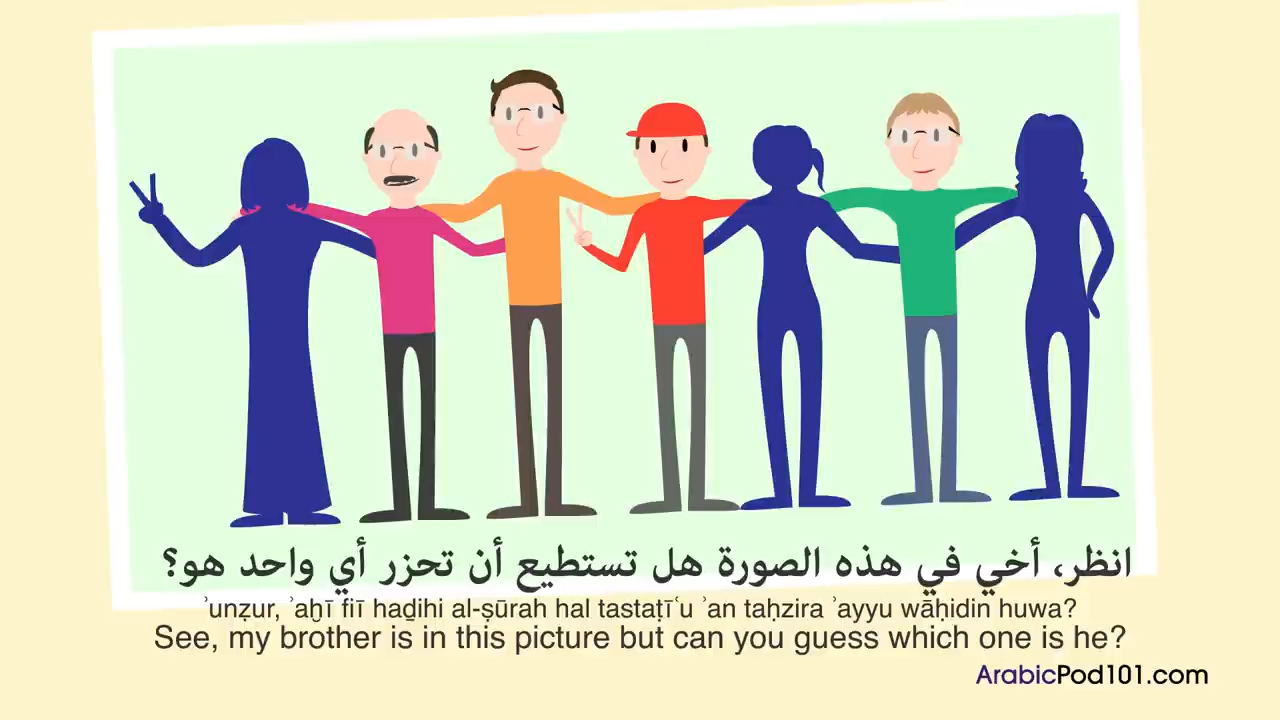 انظر، أخي في هذه الصورة هل تستطيع أن تحزر أي واحد هو؟
ʾunẓur, ʾaḫī fiī haḏihi al-ṣūrah hal tastaṭīʿu ʾan taḥzira ʾayyu wāḥidin huwa?
See, my brother is in this picture but can you guess which one is he?
ArabicPod101.com